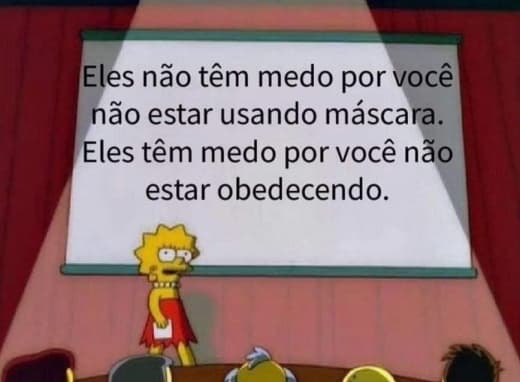 Eles não têm medo por você
não estar usando máscara.
Eles têm medo por você não
estar obedecendo.